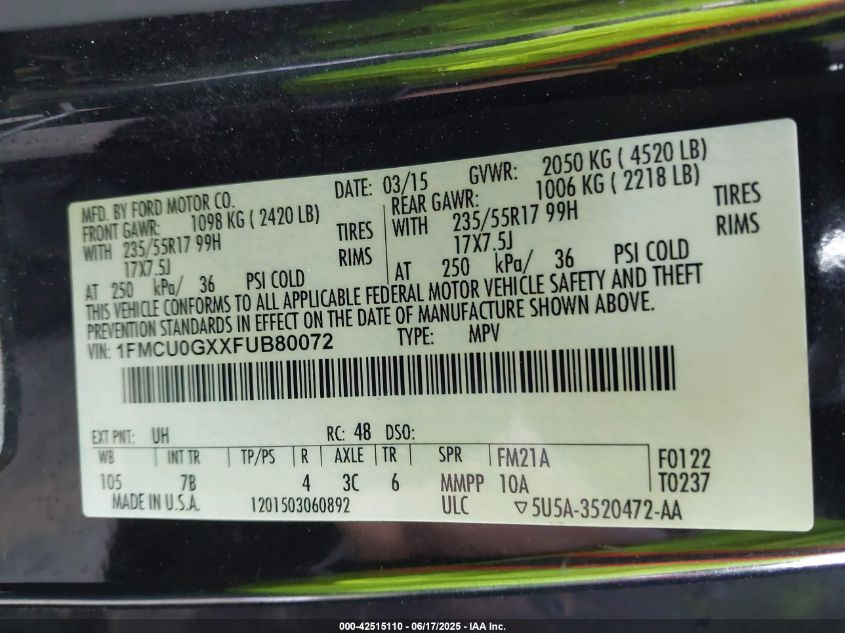 MFD. BY FORD MOTOR CO. DATE: 03/15 GVWR: 2050 KG ( 4520 LB)
FRONT GAWR: 1098 KG ( 2420 LB) REAR GAWR: 1006 KG ( 2218 LB)
WITH 235/55R17 99H TIRES WITH 235/55R17 99H TIRES
17X7.5J RIMS 17X7.5J RIMS
AT 250 kPa/ 36 PSI COLD AT 250 kPa/ 36 PSI COLD
THIS VEHICLE CONFORMS TO ALL APPLICABLE FEDERAL MOTOR VEHICLE SAFETY AND THEFT
PREVENTION STANDARDS IN EFFECT ON THE DATE OF MANUFACTURE SHOWN ABOVE.
VIN: 1FMCU0GXXFUB80072 TYPE: MPV
EXT PNT: UH RC: 48 DSO:
WB INT TR TP/PS R AXLE TR SPR FM21A F0122
105 7B 4 3C 6 MMPP 10A T0237
MADE IN U.S.A. 1201503060892 ULC ▽5U5A-3520472-AA
000-42515110 - 06/17/2025 - IAA Inc.